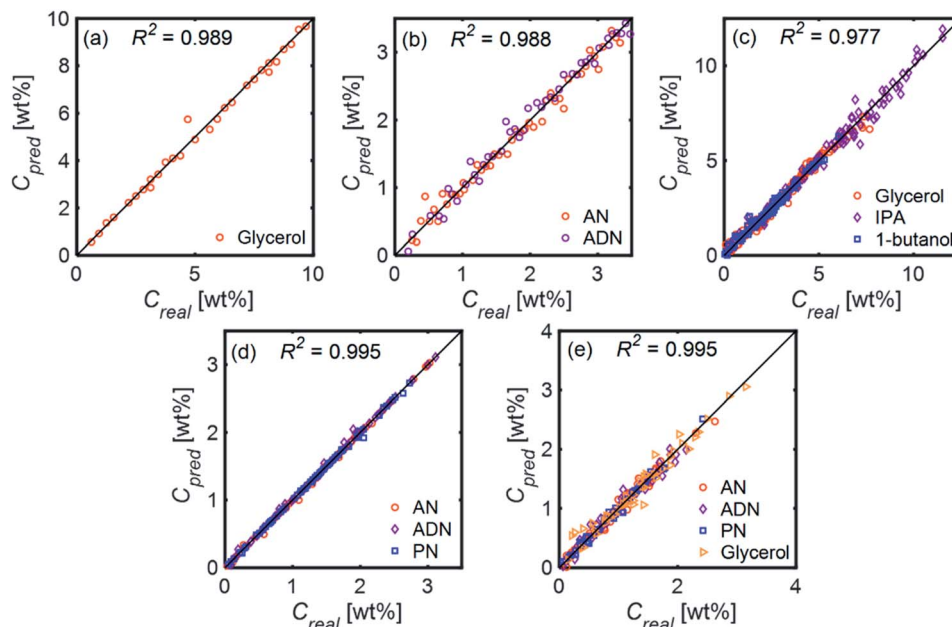 (a) R² = 0.989
C_pred [wt%]
10
8
6
4
2
0
Glycerol
0 5 10
C_real [wt%]
(b) R² = 0.988
C_pred [wt%]
3
2
1
0
AN
ADN
0 1 2 3
C_real [wt%]
(c) R² = 0.977
C_pred [wt%]
10
5
0
Glycerol
IPA
1-butanol
0 5 10
C_real [wt%]
(d) R² = 0.995
C_pred [wt%]
3
2
1
0
AN
ADN
PN
0 1 2 3
C_real [wt%]
(e) R² = 0.995
C_pred [wt%]
4
3
2
1
0
AN
ADN
PN
Glycerol
0 2 4
C_real [wt%]